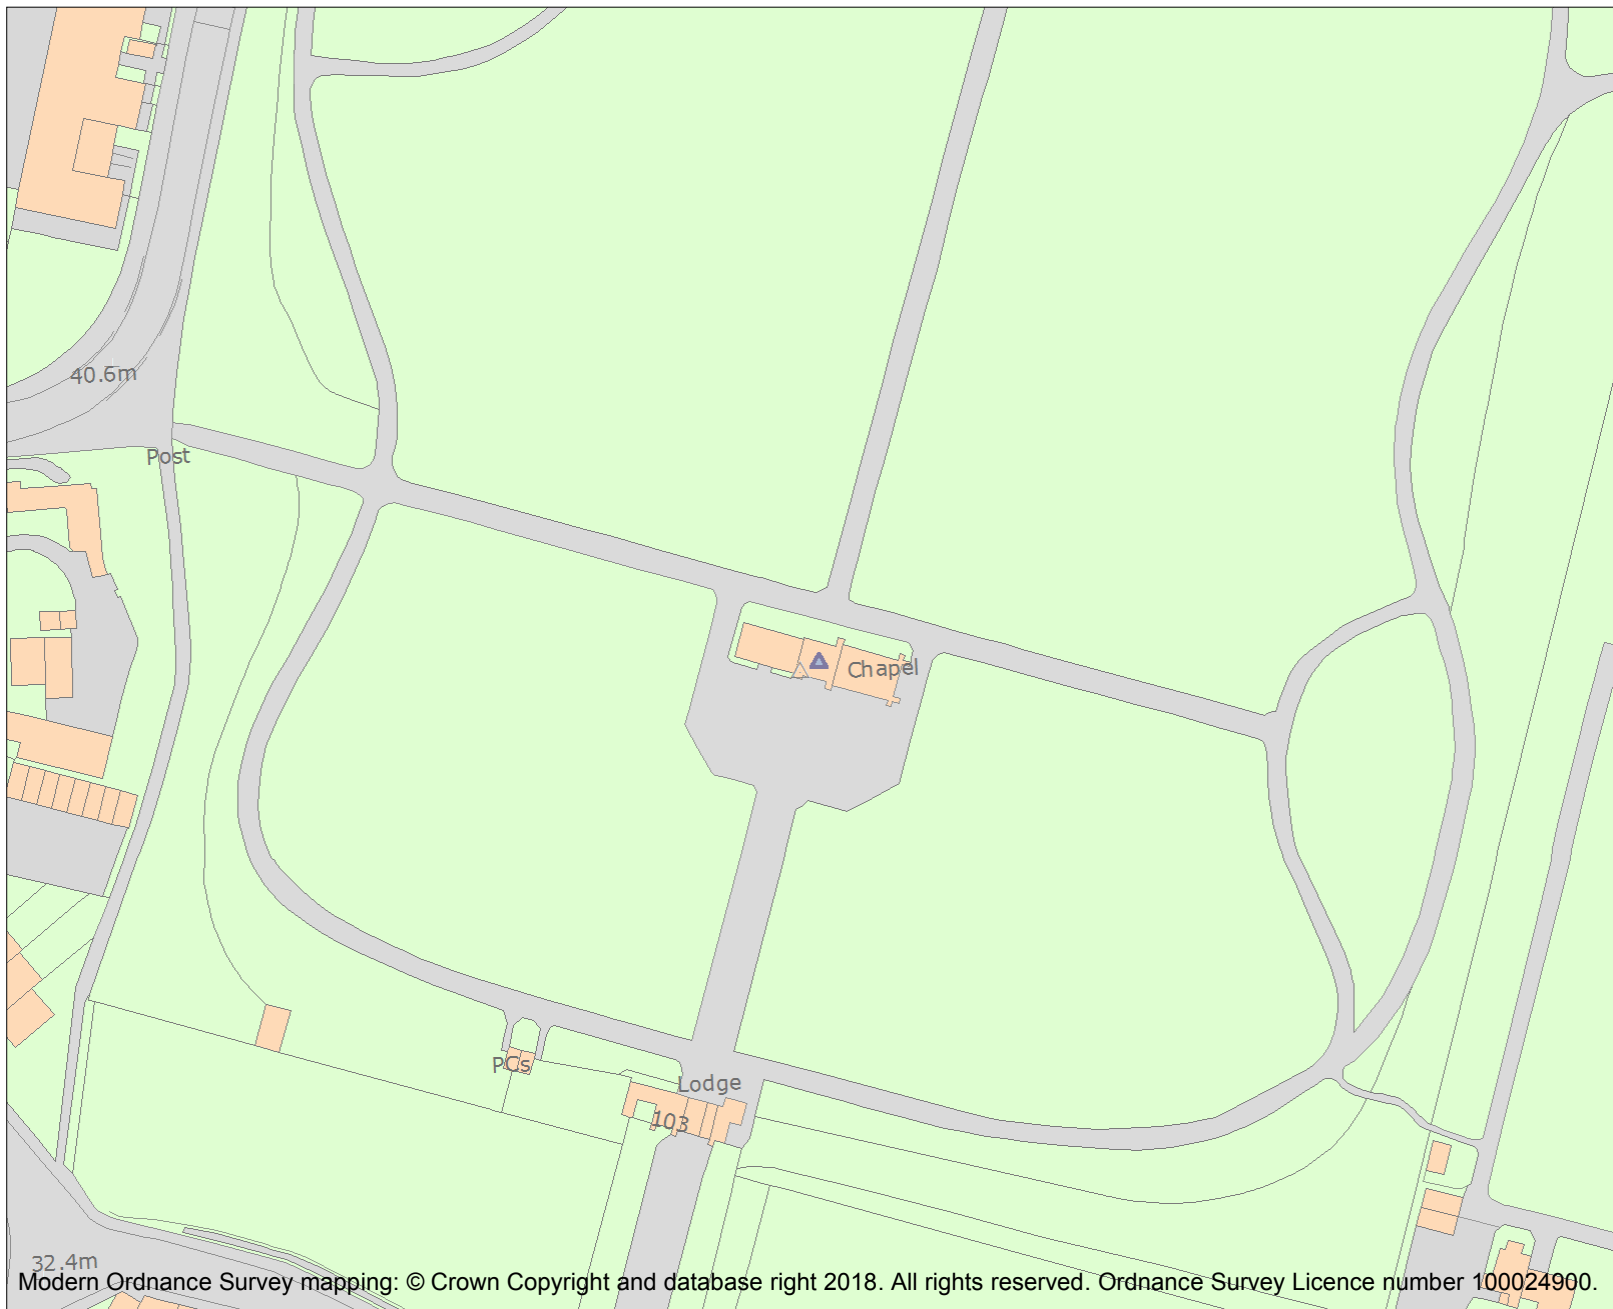 40.6m
Post
Chapel
PCs
Lodge
103
32.4m
Modern Ordnance Survey mapping: © Crown Copyright and database right 2018. All rights reserved. Ordnance Survey Licence number 100024900.